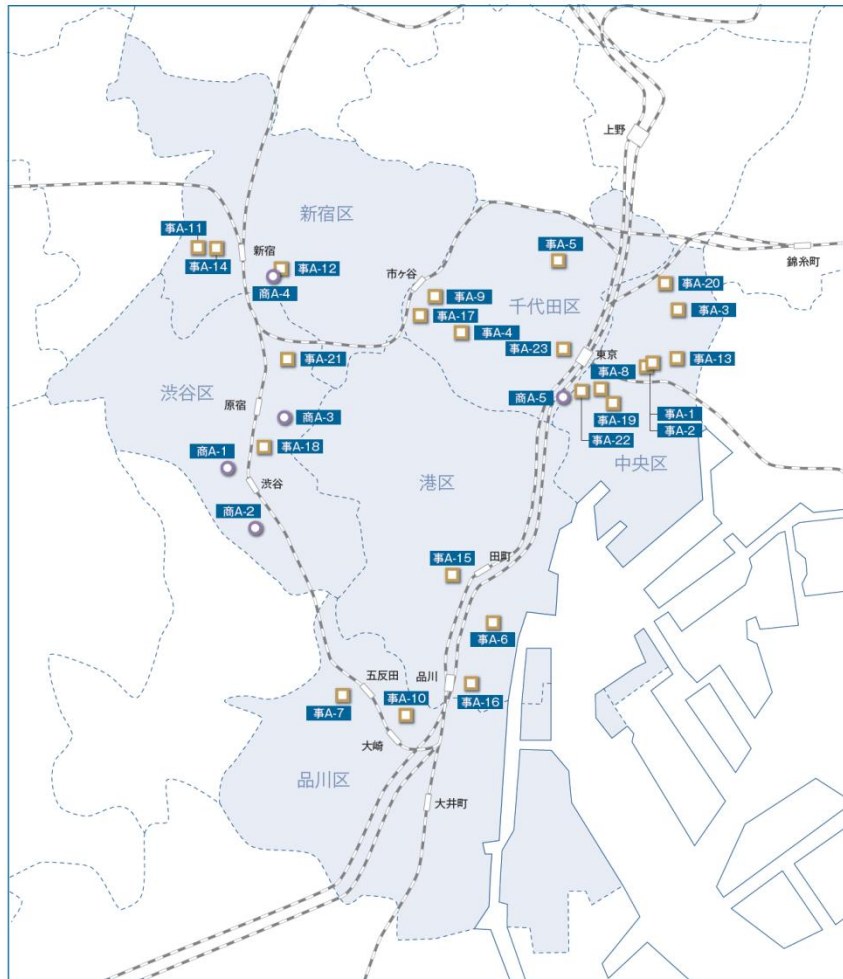 上野
新宿区
事A-11
事A-14
新宿
事A-12
商A-4
市ヶ谷
事A-5
錦糸町
事A-9
千代田区
事A-20
事A-17
事A-3
事A-4
事A-23
東京
事A-21
事A-8
事A-13
渋谷区
商A-5
事A-1
原宿
商A-3
事A-19
事A-2
事A-22
事A-18
中央区
商A-1
渋谷
港区
商A-2
田町
事A-15
事A-6
五反田
品川
事A-7
事A-10
事A-16
大崎
品川区
大井町